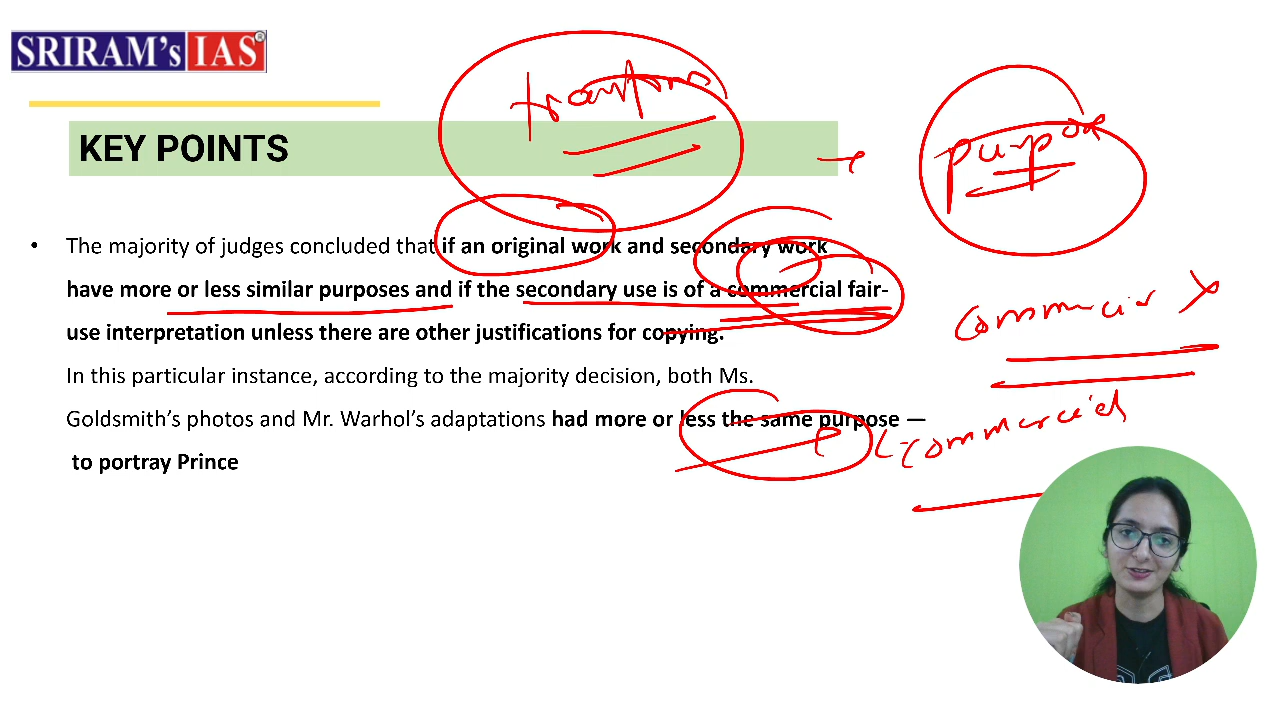 SRIRAM's IAS®
transform
KEY POINTS
purpose
• The majority of judges concluded that if an original work and secondary work
have more or less similar purposes and if the secondary use is of a commercial fair-
use interpretation unless there are other justifications for copying.
commercial
In this particular instance, according to the majority decision, both Ms.
Goldsmith's photos and Mr. Warhol's adaptations had more or less the same purpose —
commercial
to portray Prince